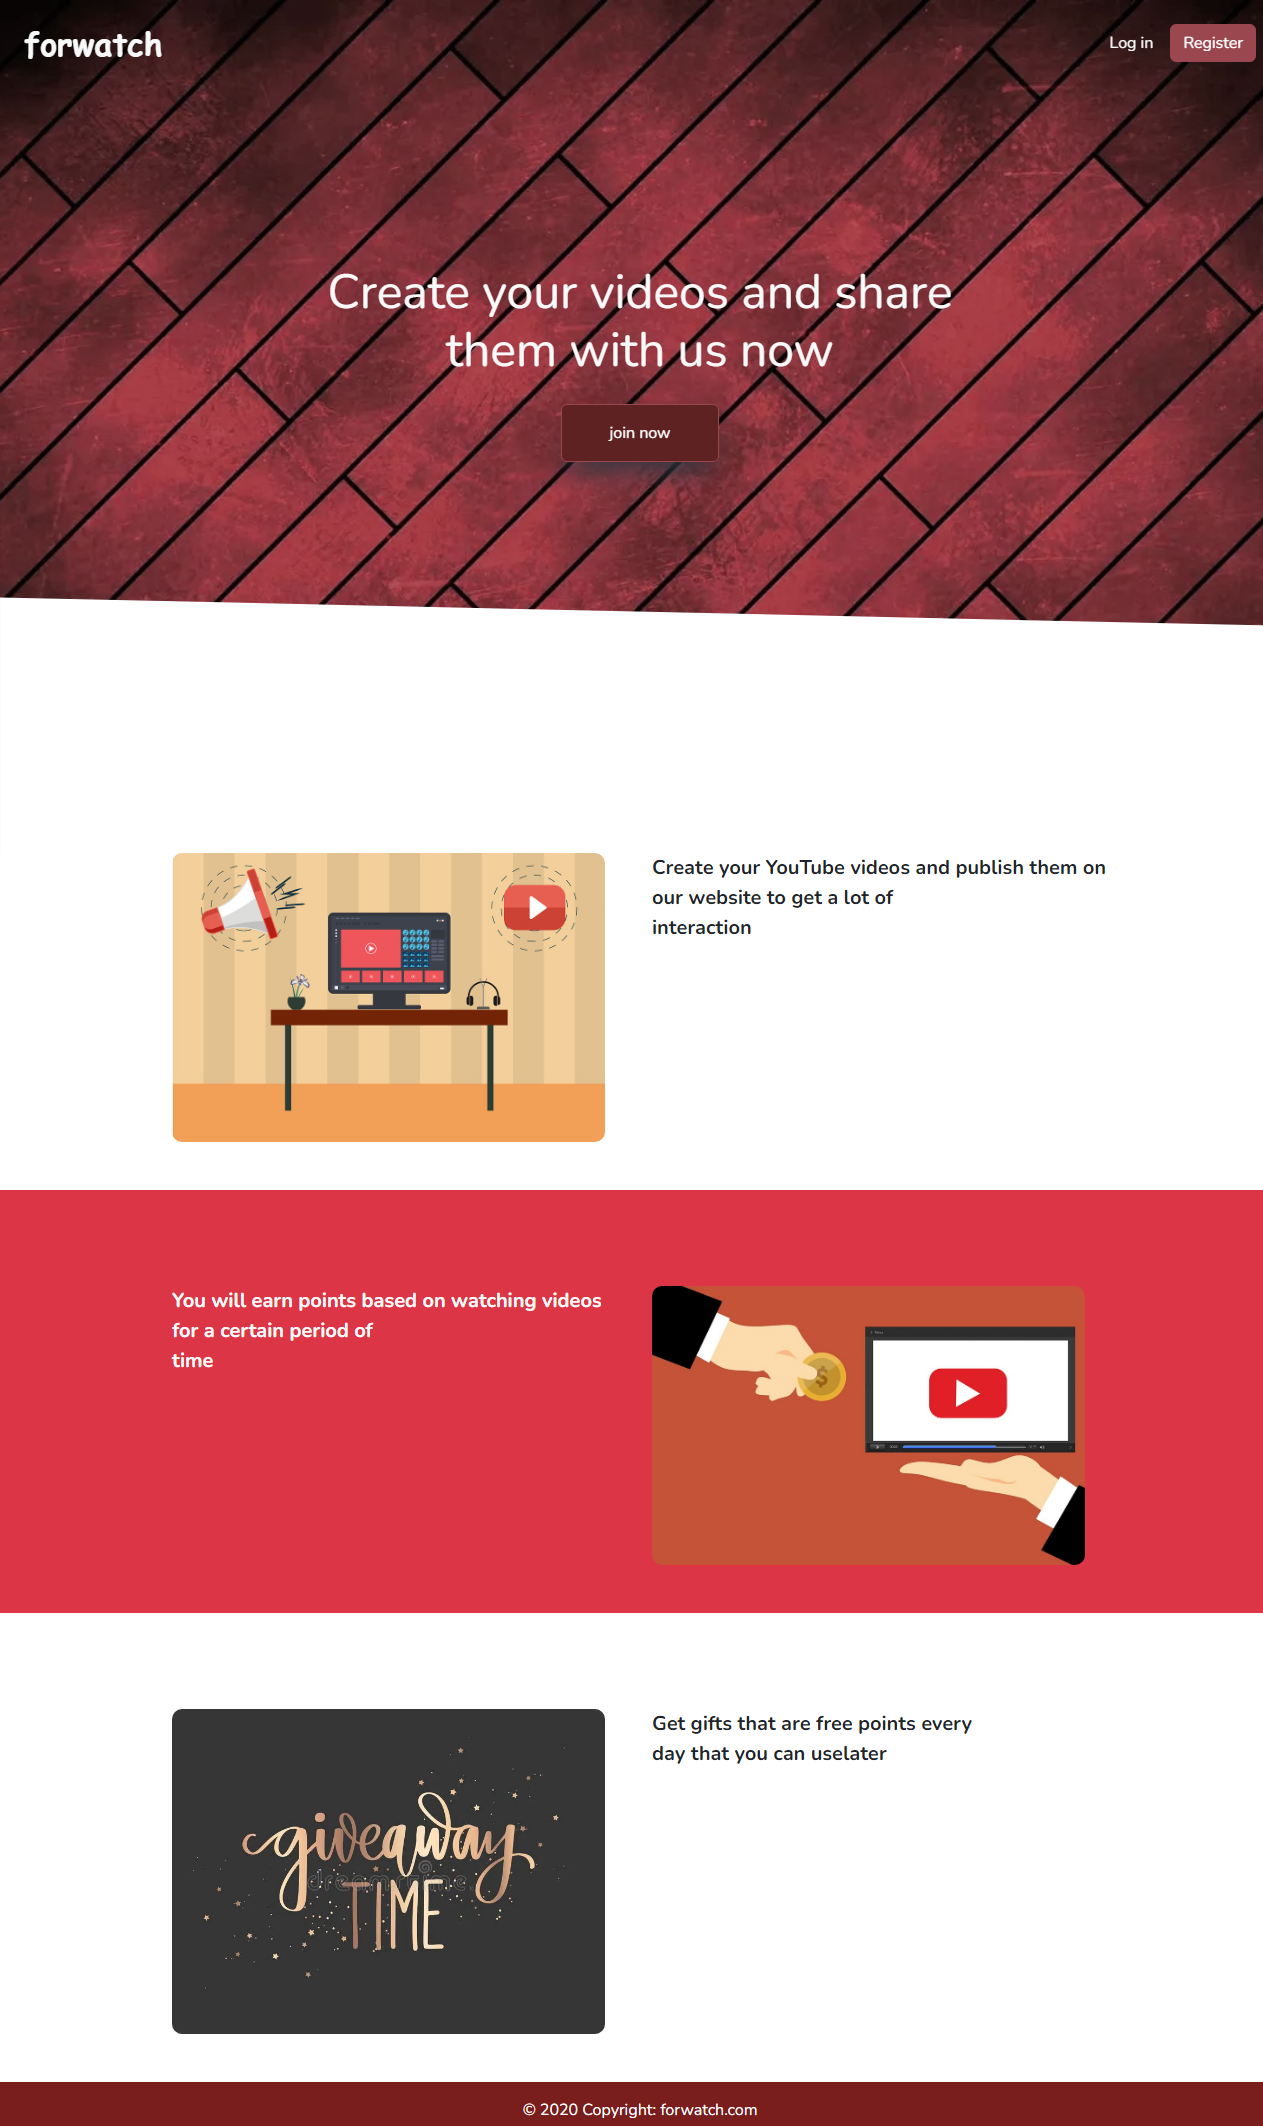 forwatch
Log in
Register
Create your videos and share
them with us now
join now
Create your YouTube videos and publish them on
our website to get a lot of
interaction
You will earn points based on watching videos
for a certain period of
time
$
Get gifts that are free points every
day that you can uselater
giveaway
dreamstime.
TIME
© 2020 Copyright: forwatch.com